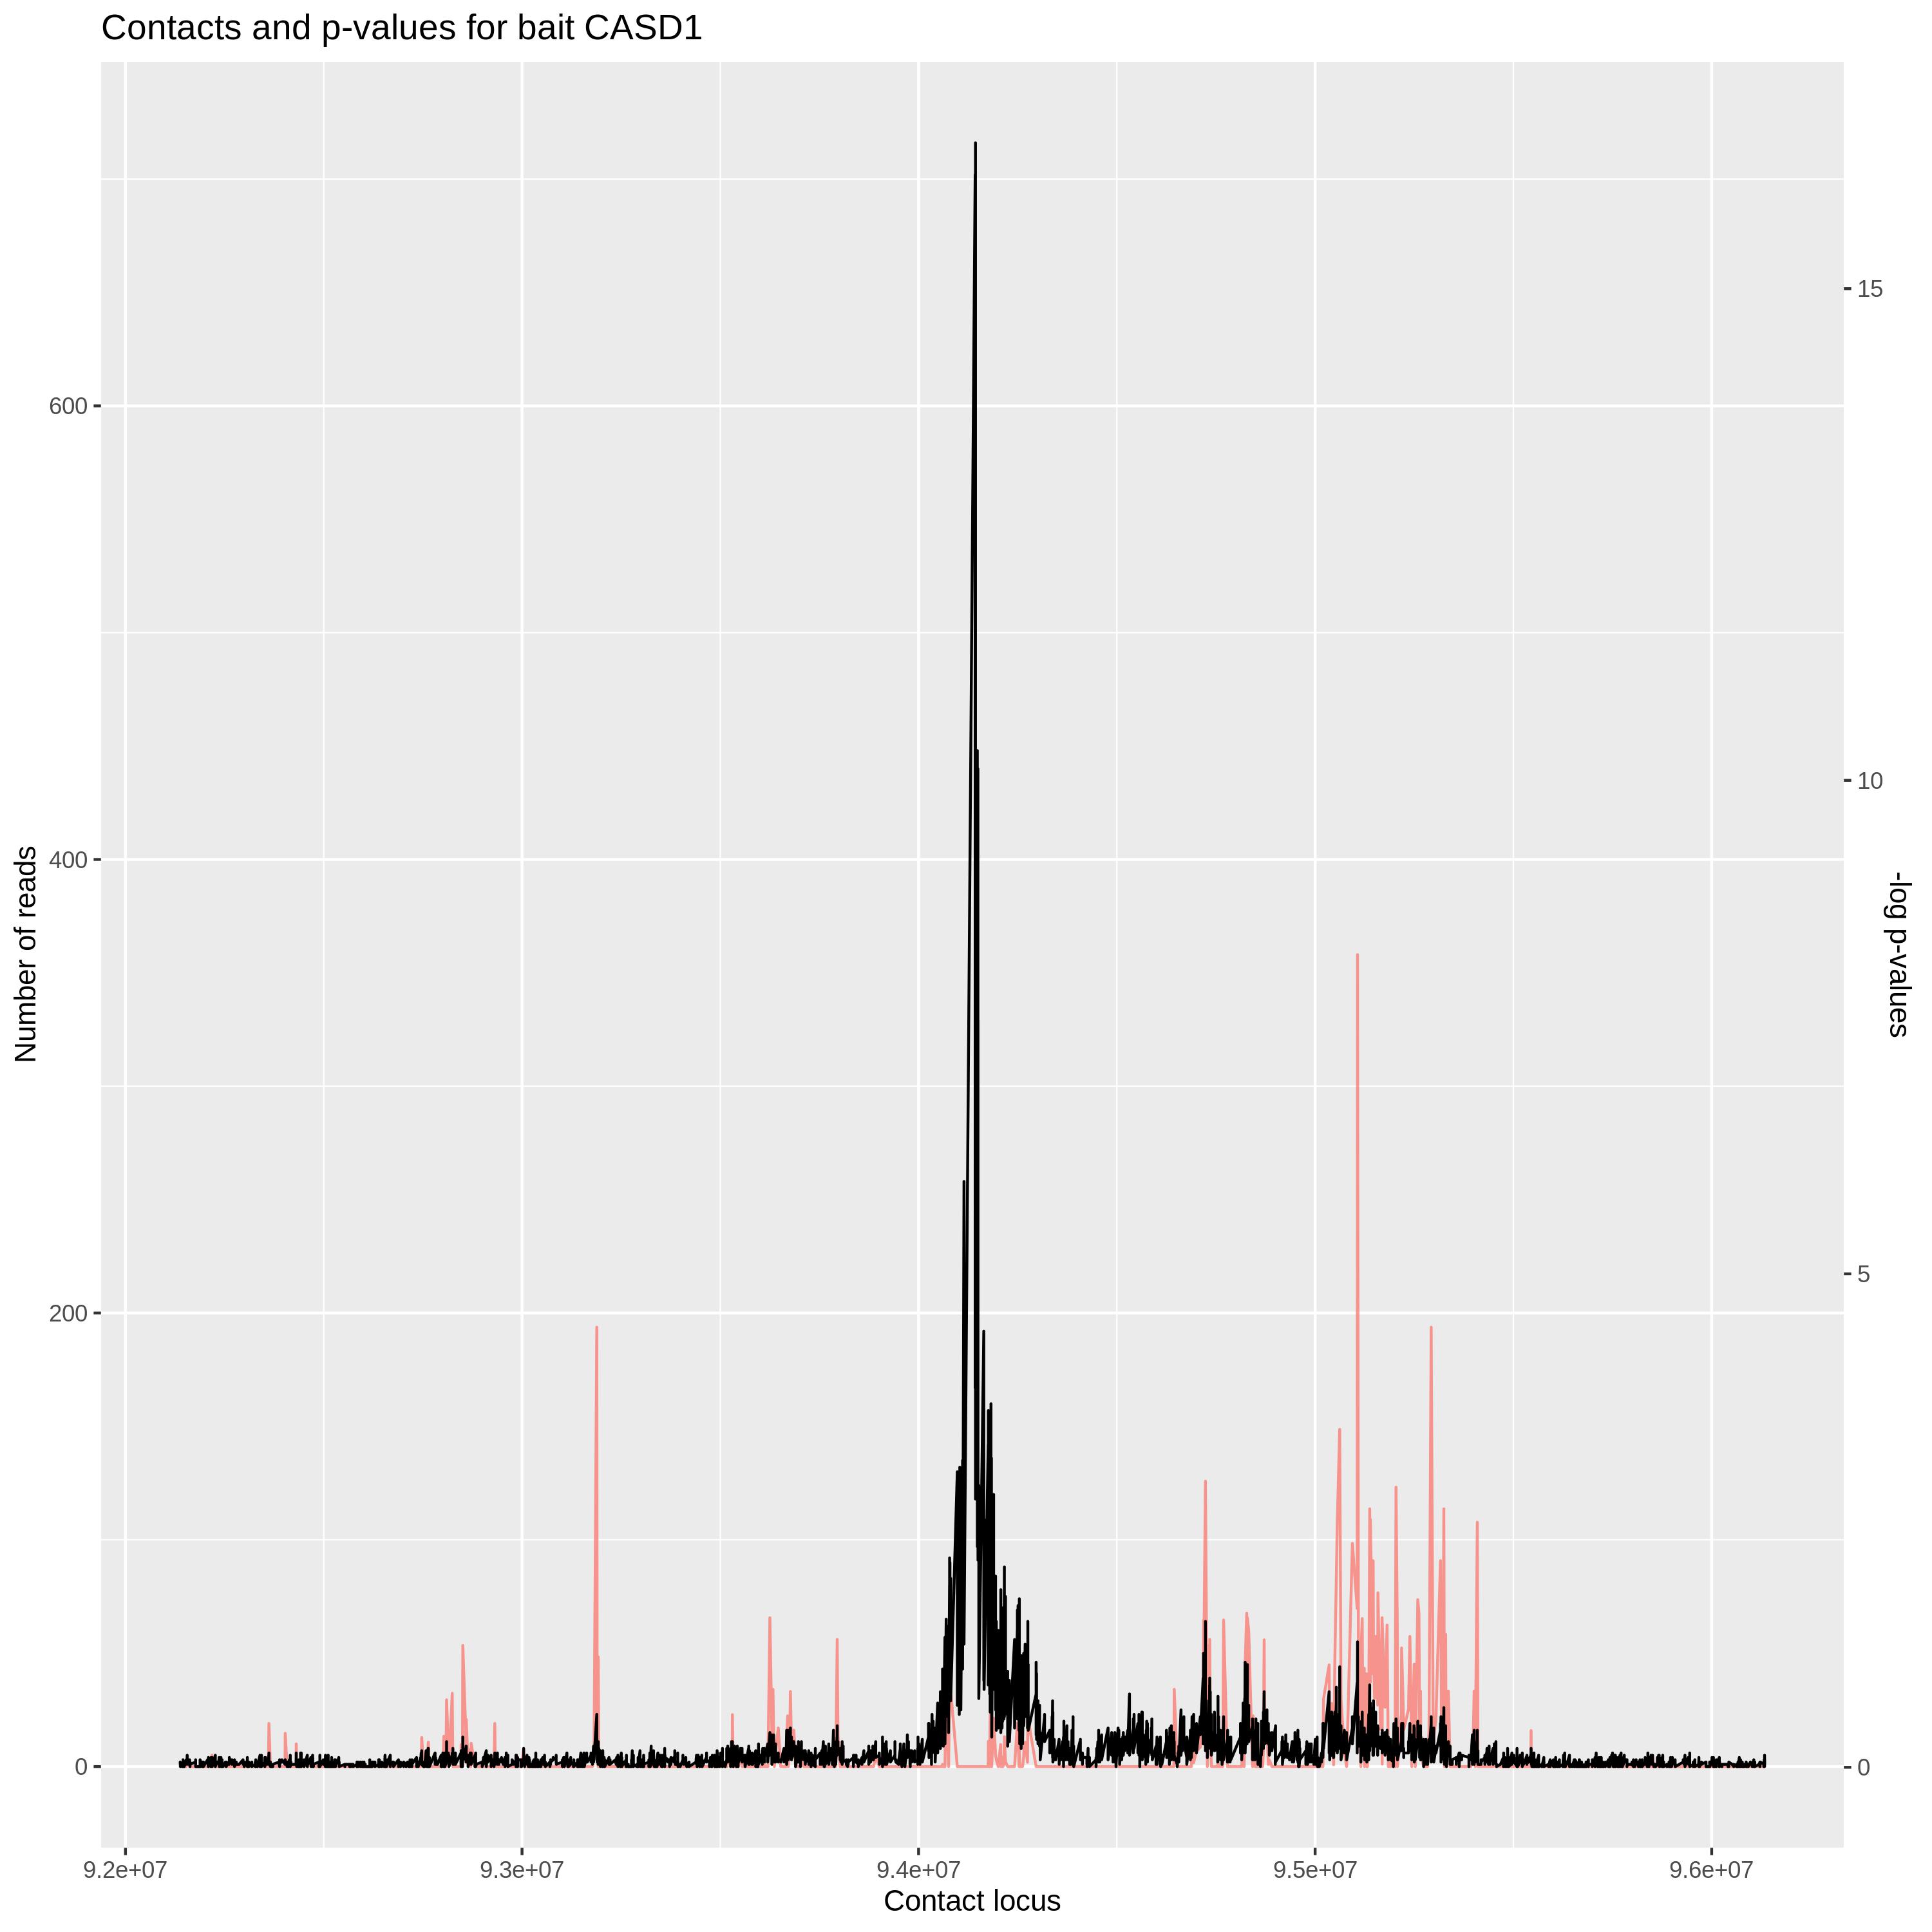 Contacts and p-values for bait CASD1
Number of reads
600
400
200
0
15
10
5
0
-log p-values
9.2e+07 9.3e+07 9.4e+07 9.5e+07 9.6e+07
Contact locus